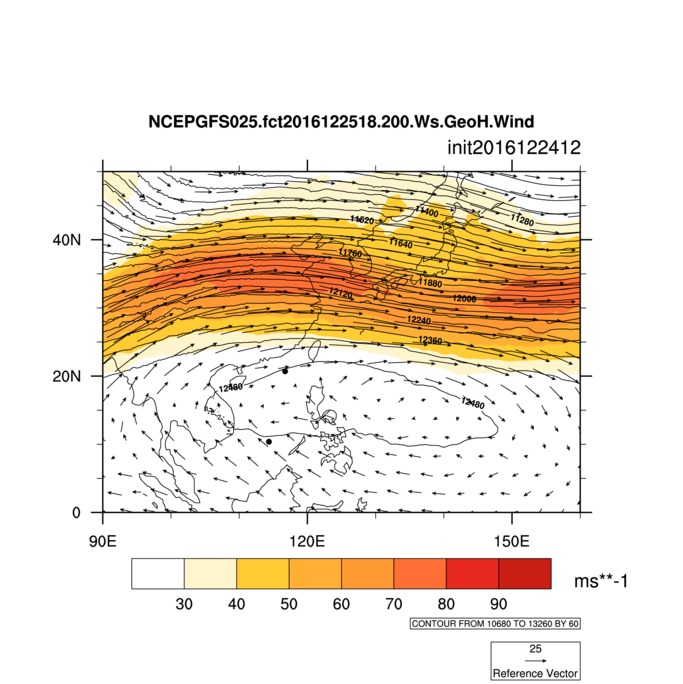 NCEPGFS025.fct2016122518.200.Ws.GeoH.Wind
init2016122412
11400
11280
11620
11640
11760
11880
12120
12000
12240
12360
12480
12480
40N
20N
0
90E 120E 150E
30 40 50 60 70 80 90
ms**-1
CONTOUR FROM 10680 TO 13260 BY 60
25
Reference Vector